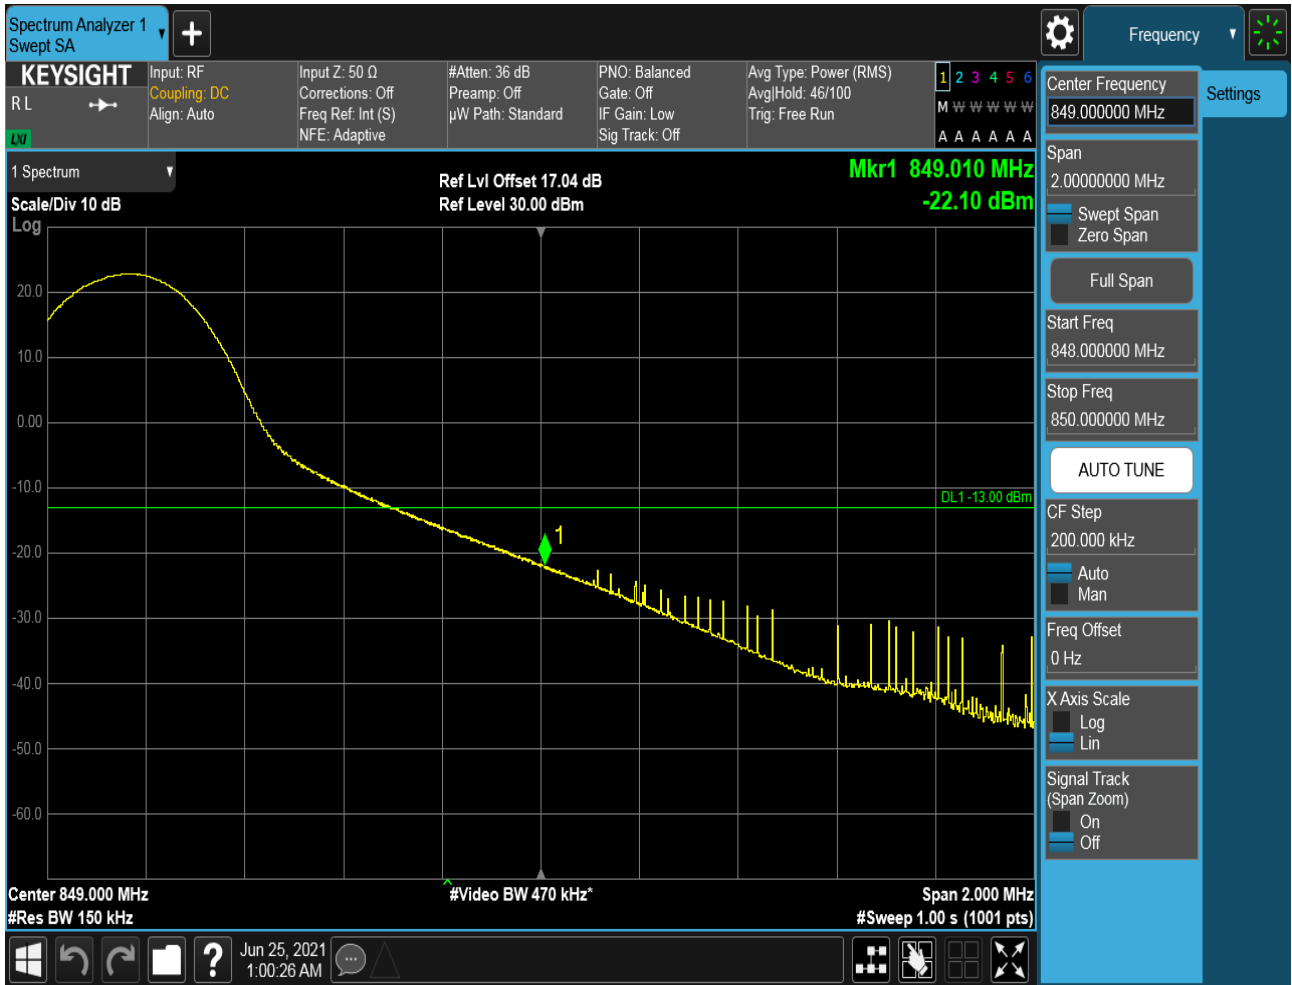 Spectrum Analyzer 1
Swept SA
Frequency
KEYSIGHT
R L
LXI
Input: RF
Coupling: DC
Align: Auto
Input Z: 50 Ω
Corrections: Off
Freq Ref: Int (S)
NFE: Adaptive
#Atten: 36 dB
Preamp: Off
µW Path: Standard
PNO: Balanced
Gate: Off
IF Gain: Low
Sig Track: Off
Avg Type: Power (RMS)
Avg|Hold: 46/100
Trig: Free Run
1 2 3 4 5 6
M W W W W W
A A A A A A
1 Spectrum
Scale/Div 10 dB
Log
Ref Lvl Offset 17.04 dB
Ref Level 30.00 dBm
Mkr1 849.010 MHz
-22.10 dBm
20.0
10.0
0.00
-10.0
DL1 -13.00 dBm
1
-20.0
-30.0
-40.0
-50.0
-60.0
Center 849.000 MHz
#Video BW 470 kHz*
Span 2.000 MHz
#Res BW 150 kHz
#Sweep 1.00 s (1001 pts)
Jun 25, 2021
1:00:26 AM
Center Frequency
849.000000 MHz
Settings
Span
2.00000000 MHz
Swept Span
Zero Span
Full Span
Start Freq
848.000000 MHz
Stop Freq
850.000000 MHz
AUTO TUNE
CF Step
200.000 kHz
Auto
Man
Freq Offset
0 Hz
X Axis Scale
Log
Lin
Signal Track
(Span Zoom)
On
Off